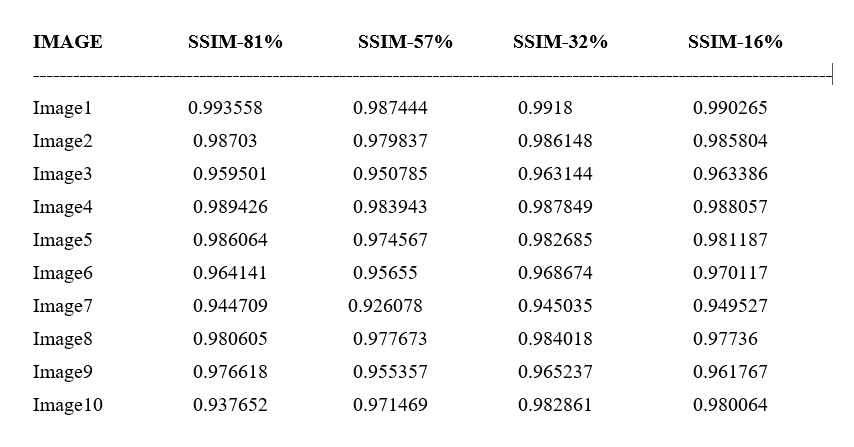 IMAGE SSIM-81% SSIM-57% SSIM-32% SSIM-16%
--------------------------------------------------------------------------------------------------------------------------|
Image1 0.993558 0.987444 0.9918 0.990265
Image2 0.98703 0.979837 0.986148 0.985804
Image3 0.959501 0.950785 0.963144 0.963386
Image4 0.989426 0.983943 0.987849 0.988057
Image5 0.986064 0.974567 0.982685 0.981187
Image6 0.964141 0.95655 0.968674 0.970117
Image7 0.944709 0.926078 0.945035 0.949527
Image8 0.980605 0.977673 0.984018 0.97736
Image9 0.976618 0.955357 0.965237 0.961767
Image10 0.937652 0.971469 0.982861 0.980064